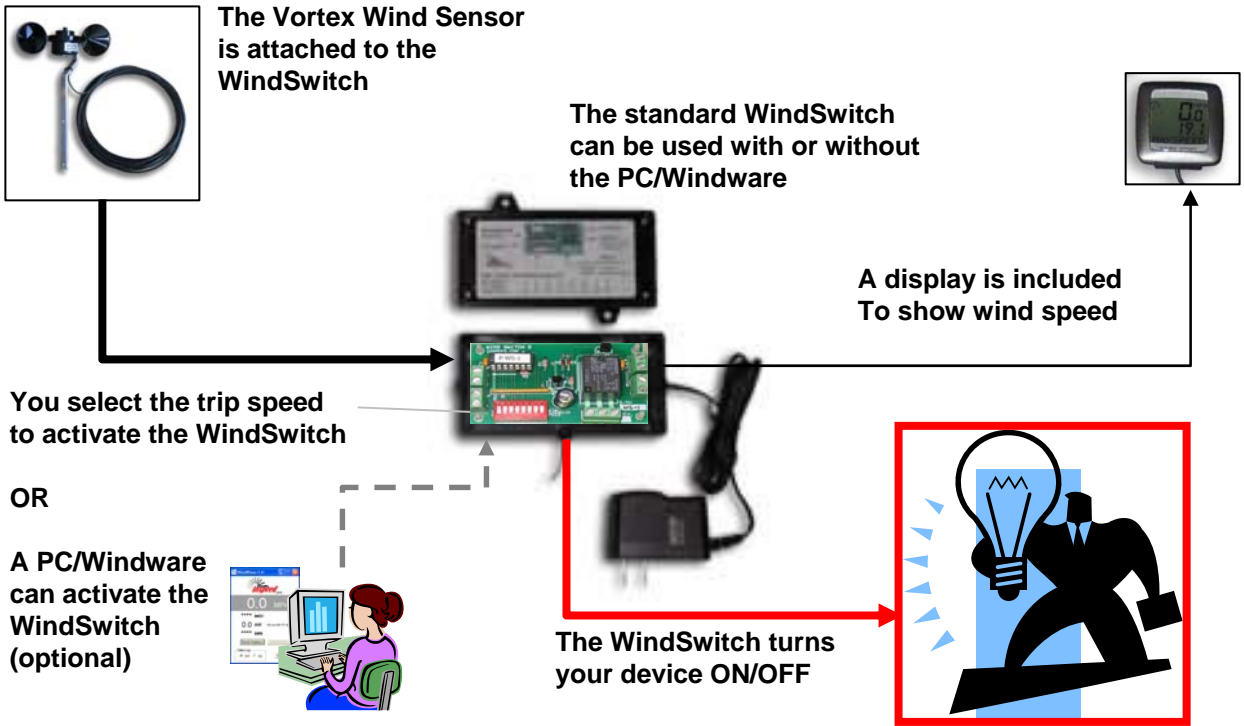 The Vortex Wind Sensor
is attached to the
WindSwitch
The standard WindSwitch
can be used with or without
the PC/Windware
A display is included
To show wind speed
You select the trip speed
to activate the WindSwitch
OR
A PC/Windware
can activate the
WindSwitch
(optional)
0.0
The WindSwitch turns
your device ON/OFF